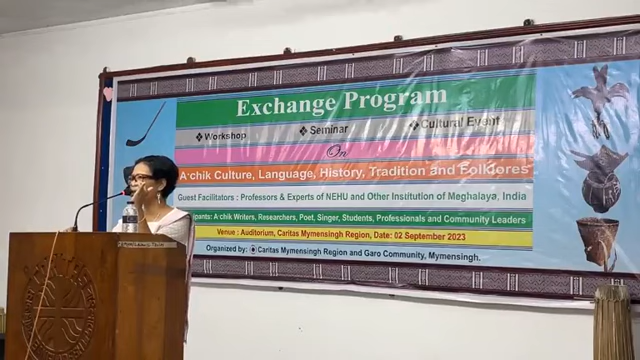 Exchange Program
❖Workshop ❖Seminar ❖Cultural Event
On
A·chik Culture, Language, History, Tradition and Folklores
Guest Facilitators : Professors & Experts of NEHU and Other Institution of Meghalaya, India
pants: A·chik Writers, Researchers, Poet, Singer, Students, Professionals and Community Leaders
Venue : Auditorium, Caritas Mymensingh Region, Date: 02 September 2023
Organized by: Caritas Mymensingh Region and Garo Community, Mymensingh.